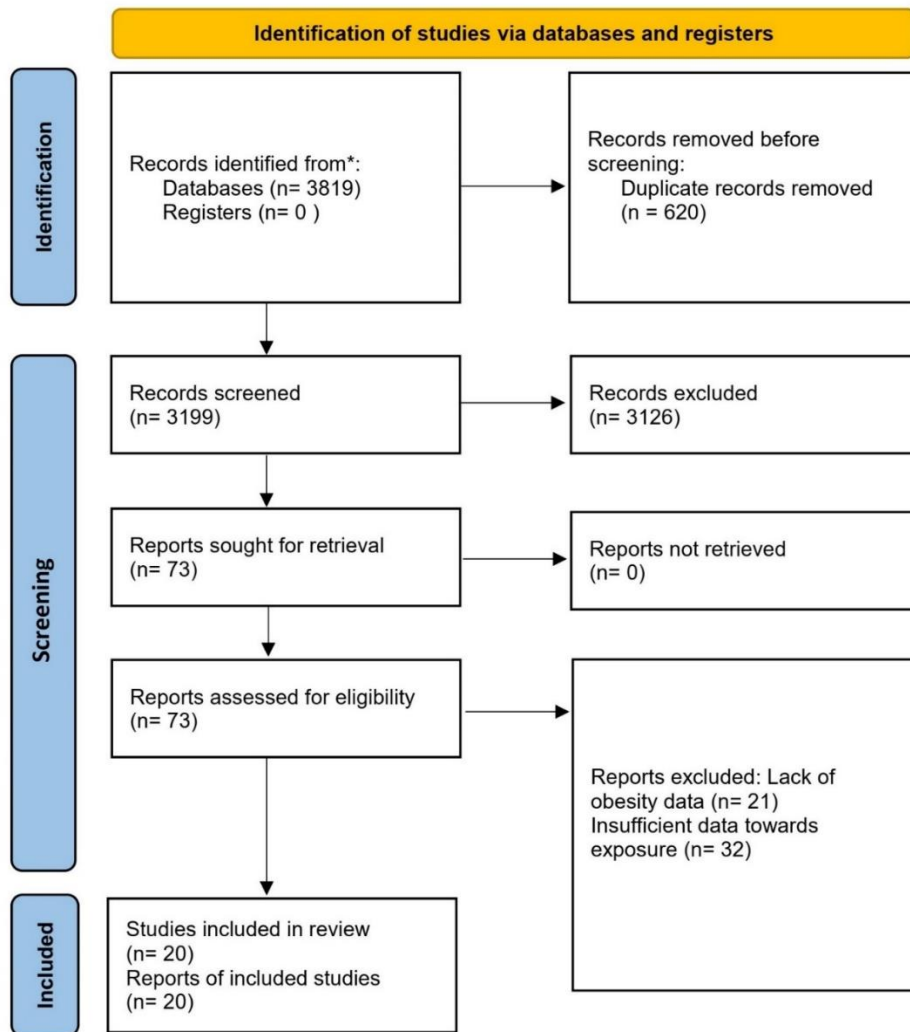 Identification of studies via databases and registers
Identification
Records identified from*:
Databases (n= 3819)
Registers (n= 0 )
Records removed before
screening:
Duplicate records removed
(n = 620)
Screening
Records screened
(n= 3199)
Records excluded
(n= 3126)
Reports sought for retrieval
(n= 73)
Reports not retrieved
(n= 0)
Reports assessed for eligibility
(n= 73)
Reports excluded: Lack of
obesity data (n= 21)
Insufficient data towards
exposure (n= 32)
Included
Studies included in review
(n= 20)
Reports of included studies
(n= 20)